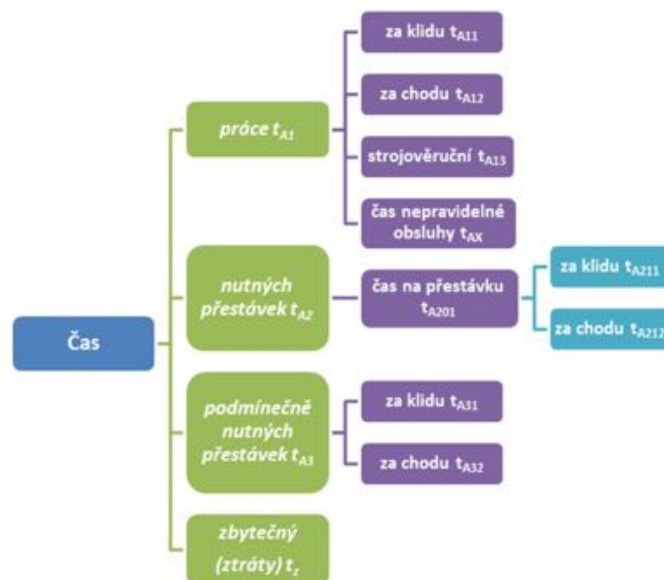 Čas
práce tA1
za klidu tA11
za chodu tA12
strojověruční tA13
čas nepravidelné
obsluhy tAX
nutných
přestávek tA2
čas na přestávku
tA201
za klidu tA211
za chodu tA212
podmínečně
nutných
přestávek tA3
za klidu tA31
za chodu tA32
zbytečný
(ztráty) tz